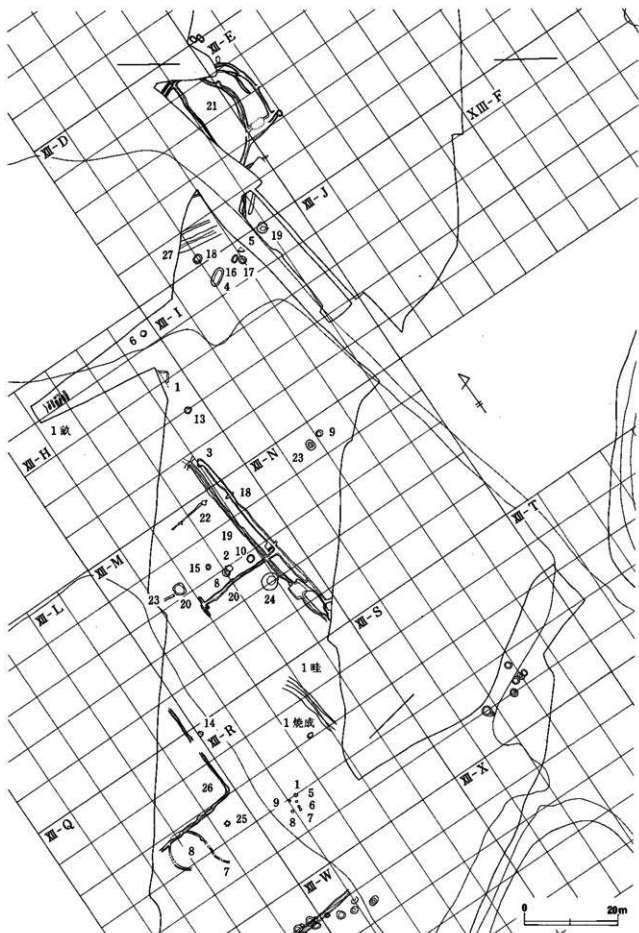 XII-E
21
XII-D
XIII-F
XII-J
5
19
27
18
2
16
17
4
XII-I
6
1
1畝
13
XII-H
XII-N
9
23
3
18
22
19
XII-T
XII-M
15
2
10
8
23
20
20
24
XII-L
XII-S
1畦
14
1焼成
XII-R
XII-X
26
1
5
9
6
8
7
25
XII-Q
8
7
XII-W
0
20m